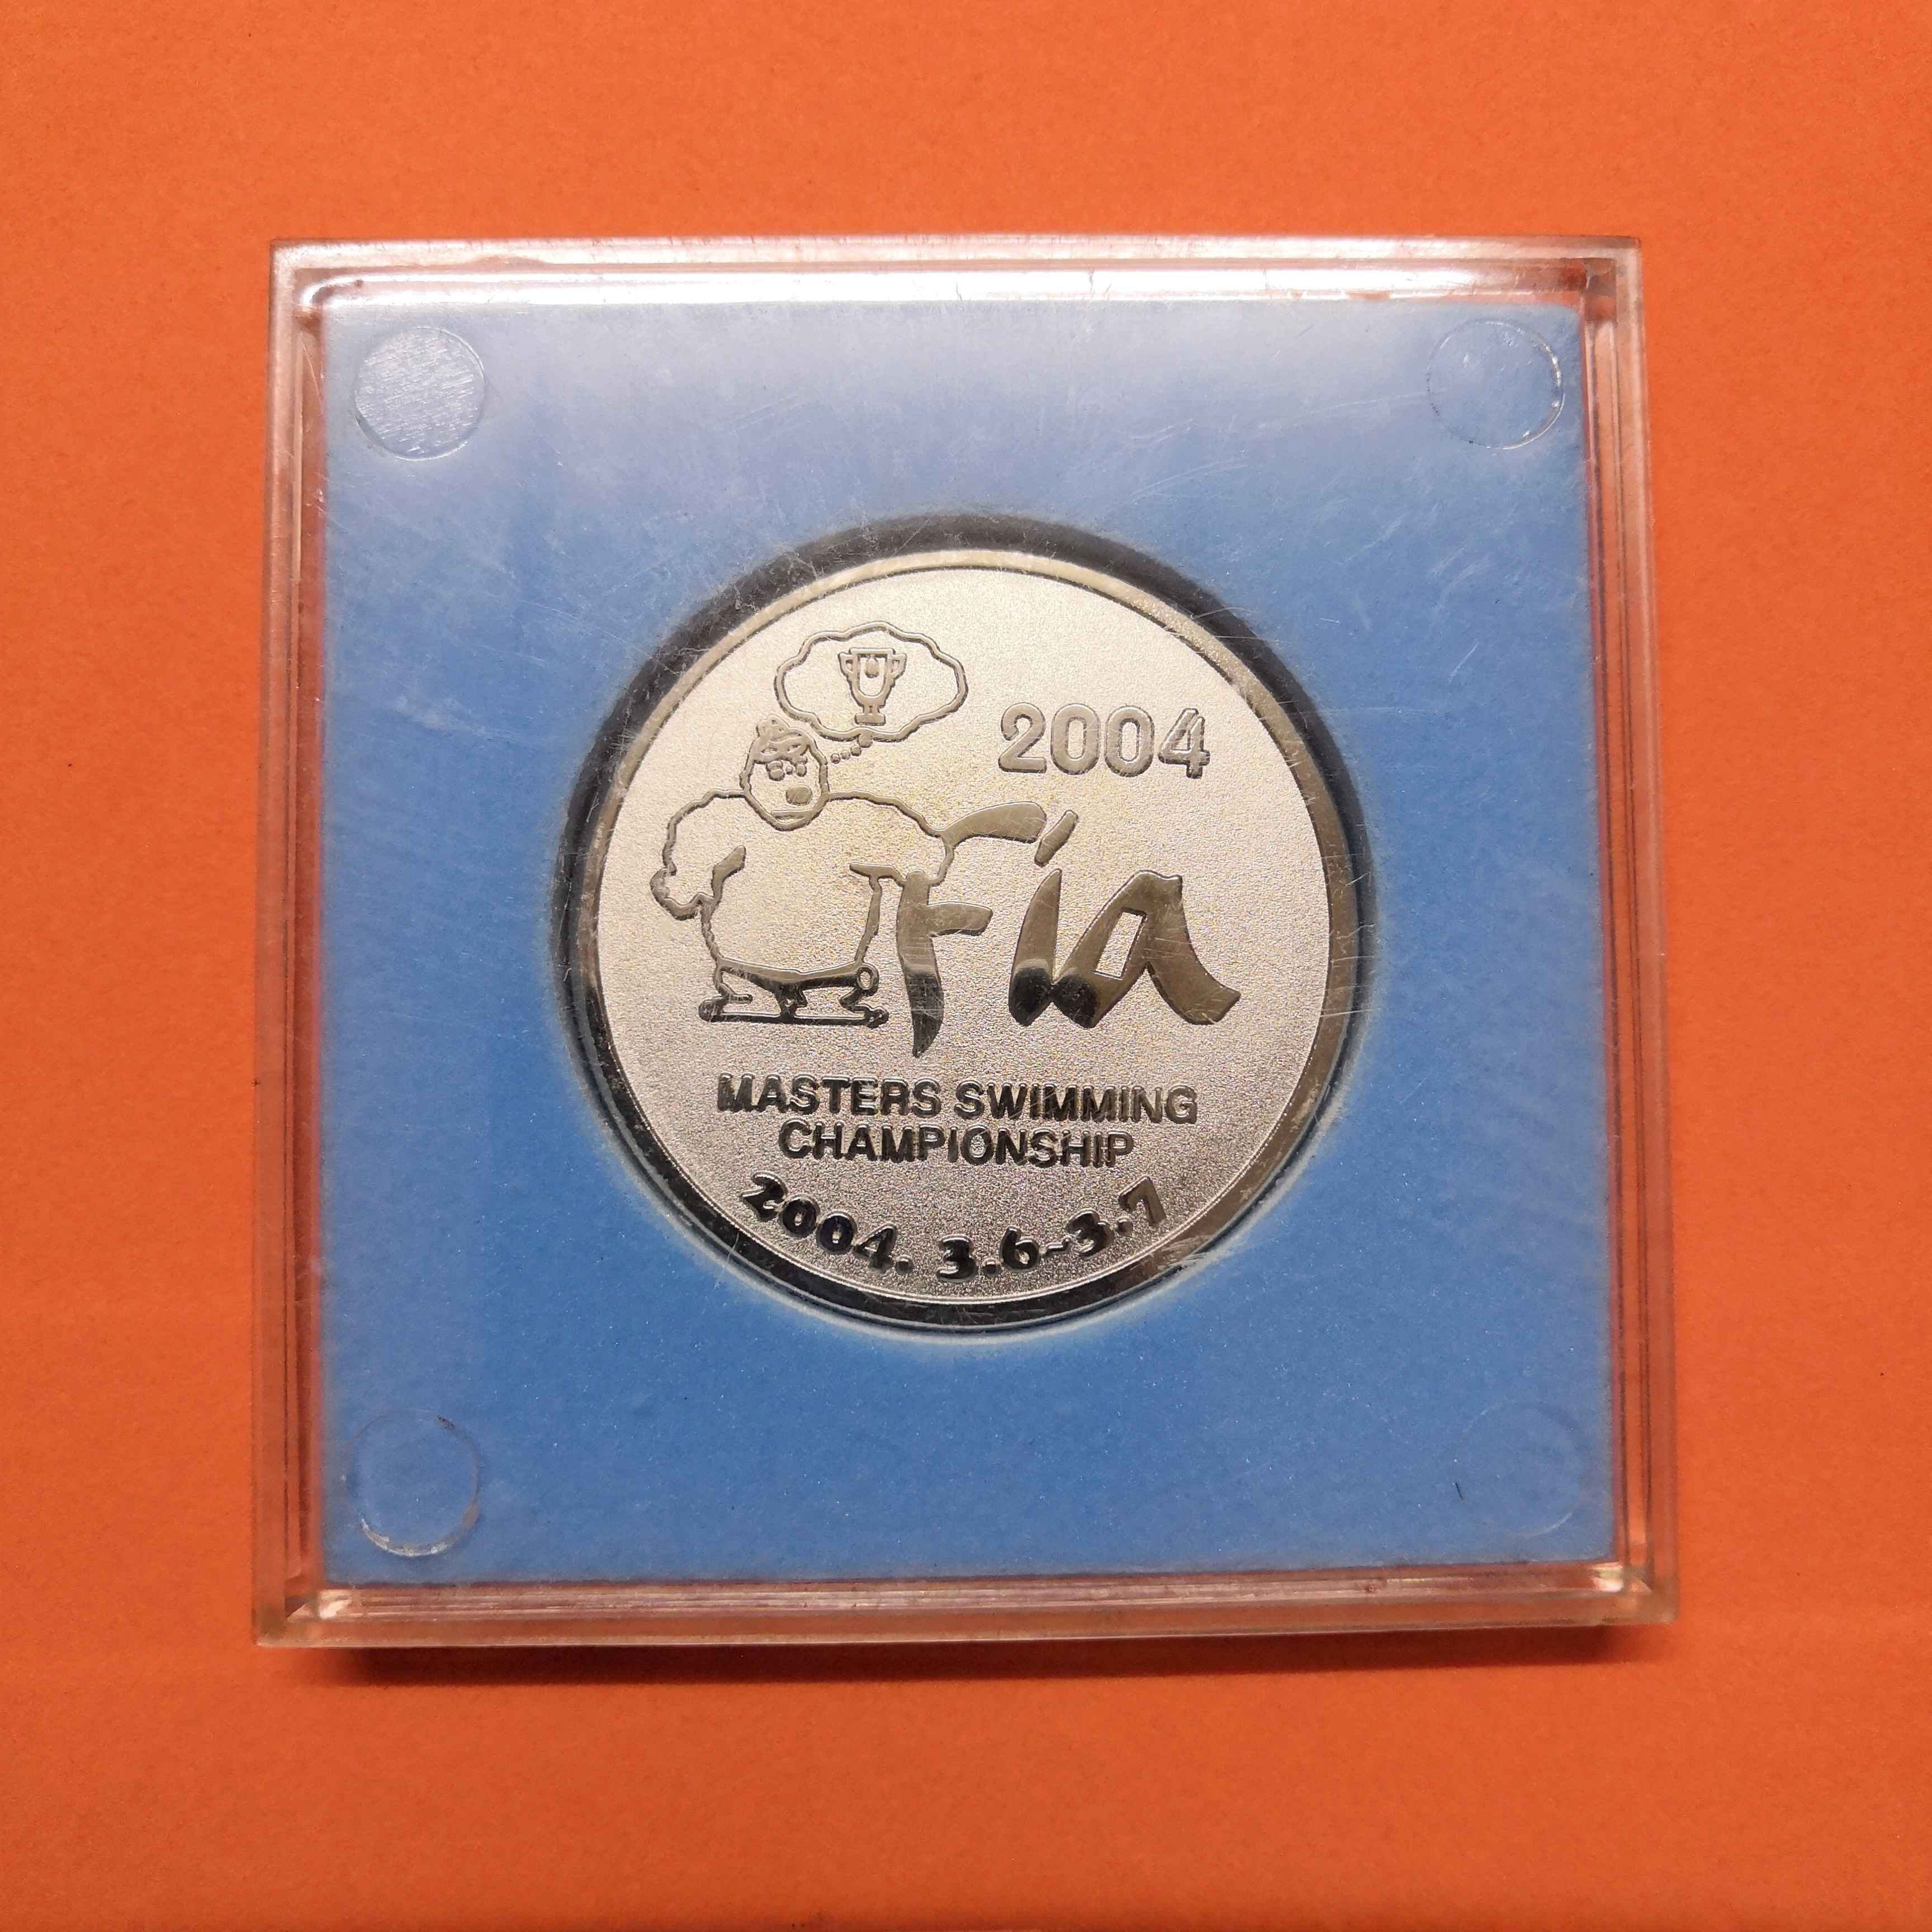 2004
Fia
MASTERS SWIMMING
CHAMPIONSHIP
2004. 3.6~3.7